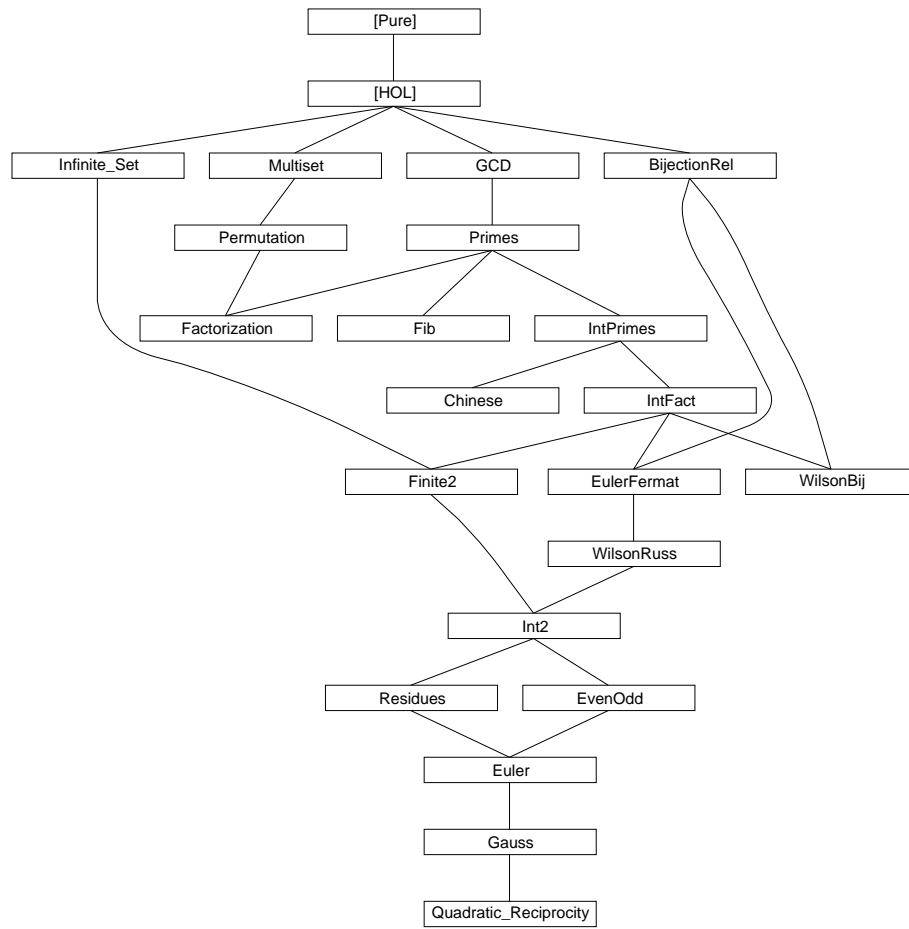 [Pure]
[HOL]
Infinite_Set
Multiset
GCD
BijectionRel
Permutation
Primes
Factorization
Fib
IntPrimes
Chinese
IntFact
Finite2
EulerFermat
WilsonBij
WilsonRuss
Int2
Residues
EvenOdd
Euler
Gauss
Quadratic_Reciprocity